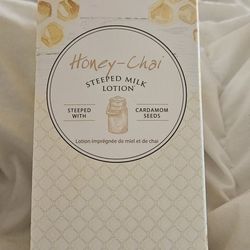 Honey-Chai
STEEPED MILK
LOTION
STEEPED
WITH
CARDAMOM
SEEDS
Lotion imprégnée de miel et de chai